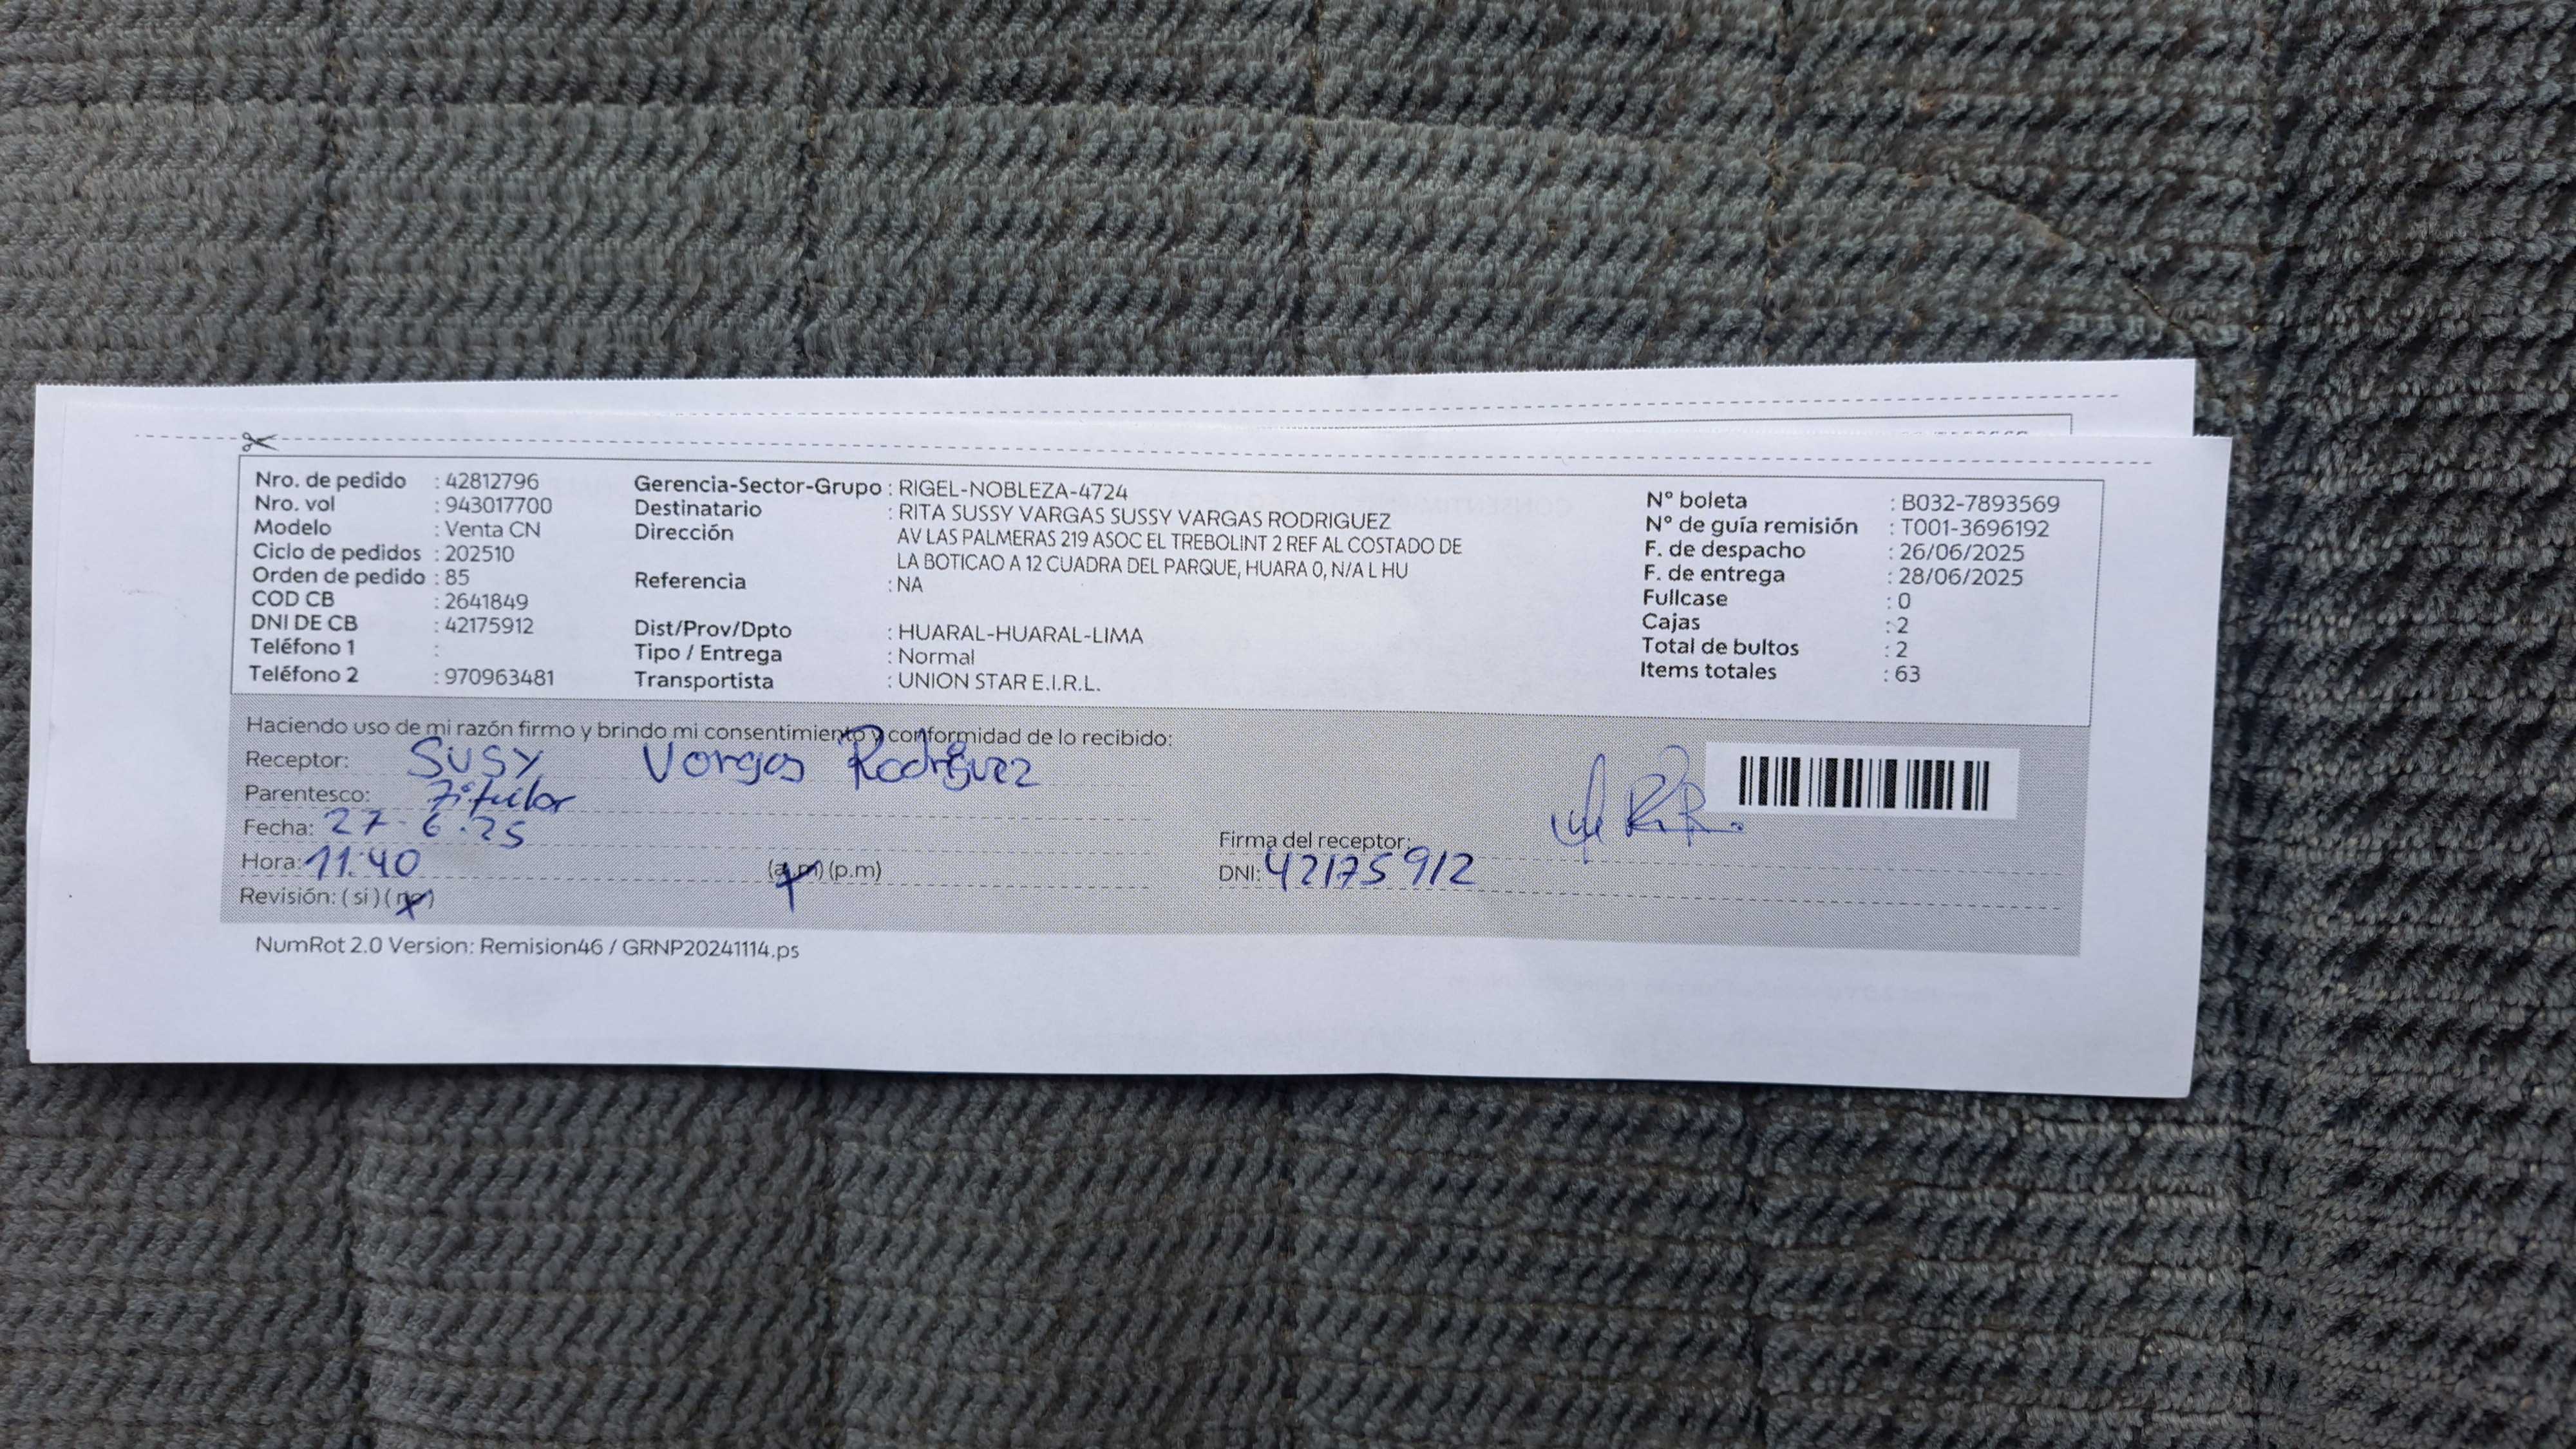 Nro. de pedido : 42812796
Nro. vol : 943017700
Modelo : Venta CN
Ciclo de pedidos : 202510
Orden de pedido : 85
COD CB : 2641849
DNI DE CB : 42175912
Teléfono 1 :
Teléfono 2 : 970963481
Gerencia-Sector-Grupo : RIGEL-NOBLEZA-4724
Destinatario : RITA SUSSY VARGAS SUSSY VARGAS RODRIGUEZ
Dirección AV LAS PALMERAS 219 ASOC EL TREBOLINT 2 REF AL COSTADO DE
LA BOTICAO A 12 CUADRA DEL PARQUE, HUARA 0, N/A L HU
Referencia : NA
Dist/Prov/Dpto : HUARAL-HUARAL-LIMA
Tipo / Entrega : Normal
Transportista : UNION STAR E.I.R.L.
N° boleta : B032-7893569
N° de guía remisión : T001-3696192
F. de despacho : 26/06/2025
F. de entrega : 28/06/2025
Fullcase : 0
Cajas : 2
Total de bultos : 2
Items totales : 63
Haciendo uso de mi razón firmo y brindo mi consentimiento y conformidad de lo recibido:
Receptor: SUSY Vargas Rodriguez
Parentesco: Titular
Fecha: 27-6-25
Hora: 11:40 (a.m) (p.m)
Revisión: ( si ) ( no )
Firma del receptor:
DNI: 42175912
NumRot 2.0 Version: Remision46 / GRNP20241114.ps